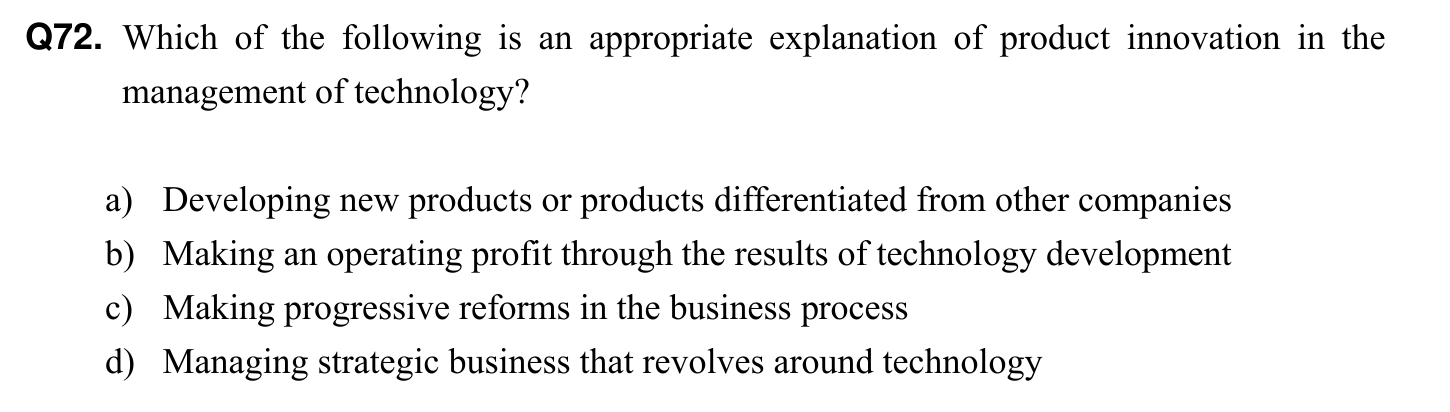 Q72. Which of the following is an appropriate explanation of product innovation in the
management of technology?
a) Developing new products or products differentiated from other companies
b) Making an operating profit through the results of technology development
c) Making progressive reforms in the business process
d) Managing strategic business that revolves around technology